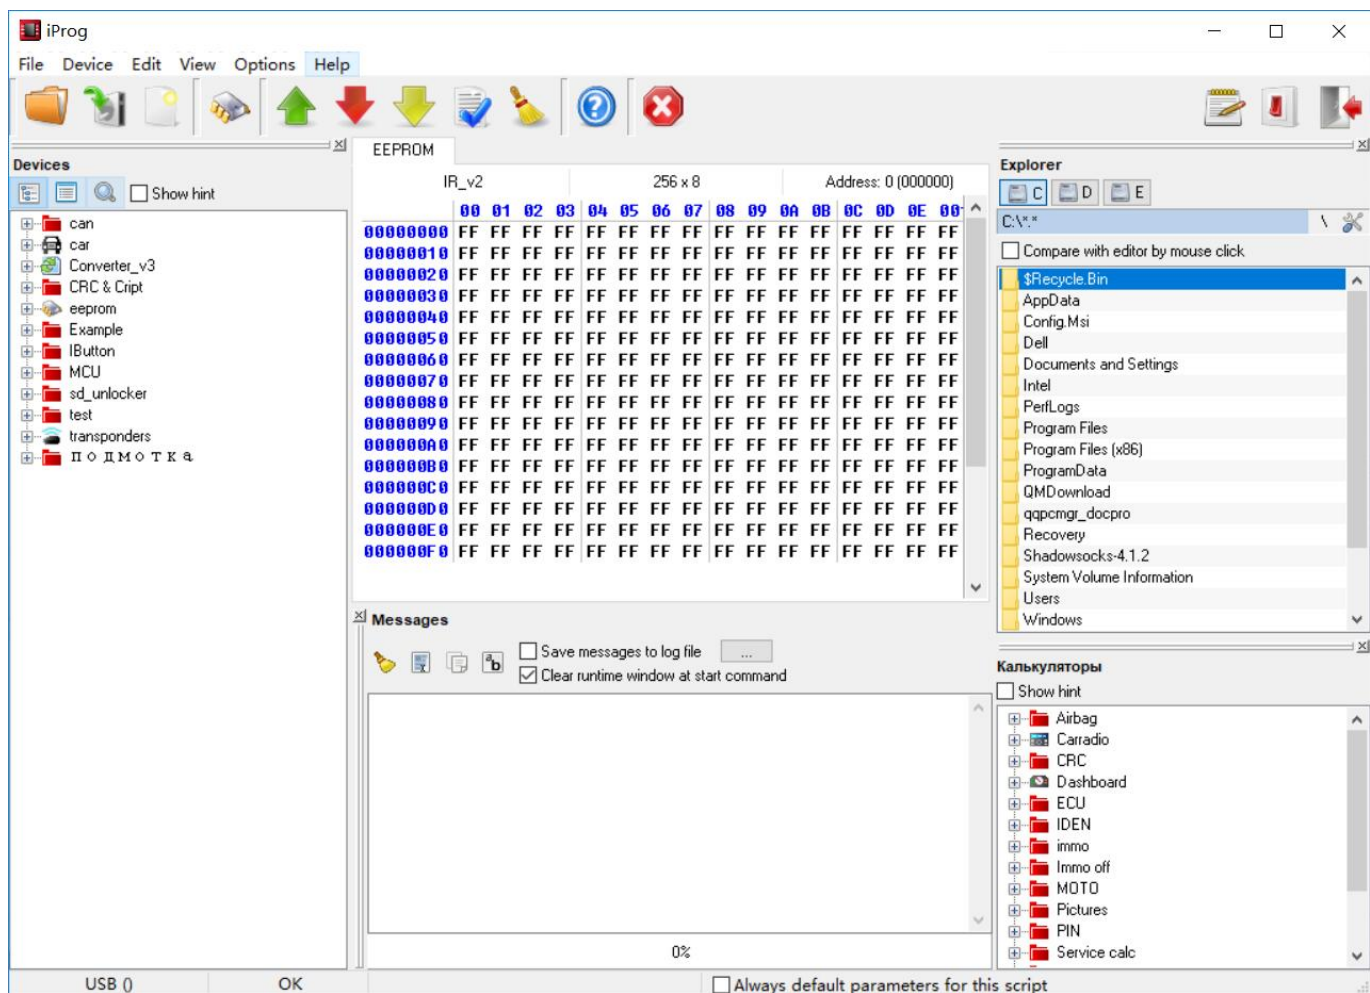 iProg
File Device Edit View Options Help
Devices
Show hint
can
car
Converter_v3
CRC & Cript
eeprom
Example
IButton
MCU
sd_unlocker
test
transponders
подмотка
EEPROM
IR_v2 256 x 8 Address: 0 (000000)
00 01 02 03 04 05 06 07 08 09 0A 0B 0C 0D 0E 00
00000000 FF FF FF FF FF FF FF FF FF FF FF FF FF FF FF FF
00000010 FF FF FF FF FF FF FF FF FF FF FF FF FF FF FF FF
00000020 FF FF FF FF FF FF FF FF FF FF FF FF FF FF FF FF
00000030 FF FF FF FF FF FF FF FF FF FF FF FF FF FF FF FF
00000040 FF FF FF FF FF FF FF FF FF FF FF FF FF FF FF FF
00000050 FF FF FF FF FF FF FF FF FF FF FF FF FF FF FF FF
00000060 FF FF FF FF FF FF FF FF FF FF FF FF FF FF FF FF
00000070 FF FF FF FF FF FF FF FF FF FF FF FF FF FF FF FF
00000080 FF FF FF FF FF FF FF FF FF FF FF FF FF FF FF FF
00000090 FF FF FF FF FF FF FF FF FF FF FF FF FF FF FF FF
000000A0 FF FF FF FF FF FF FF FF FF FF FF FF FF FF FF FF
000000B0 FF FF FF FF FF FF FF FF FF FF FF FF FF FF FF FF
000000C0 FF FF FF FF FF FF FF FF FF FF FF FF FF FF FF FF
000000D0 FF FF FF FF FF FF FF FF FF FF FF FF FF FF FF FF
000000E0 FF FF FF FF FF FF FF FF FF FF FF FF FF FF FF FF
000000F0 FF FF FF FF FF FF FF FF FF FF FF FF FF FF FF FF
Messages
Save messages to log file ...
Clear runtime window at start command
0%
Explorer
C D E
C:\*.* \
Compare with editor by mouse click
$Recycle.Bin
AppData
Config.Msi
Dell
Documents and Settings
Intel
PerfLogs
Program Files
Program Files (x86)
ProgramData
QMDownload
qqpcmgr_docpro
Recovery
Shadowsocks-4.1.2
System Volume Information
Users
Windows
Калькуляторы
Show hint
Airbag
Carradio
CRC
Dashboard
ECU
IDEN
immo
Immo off
MOTO
Pictures
PIN
Service calc
USB () OK Always default parameters for this script